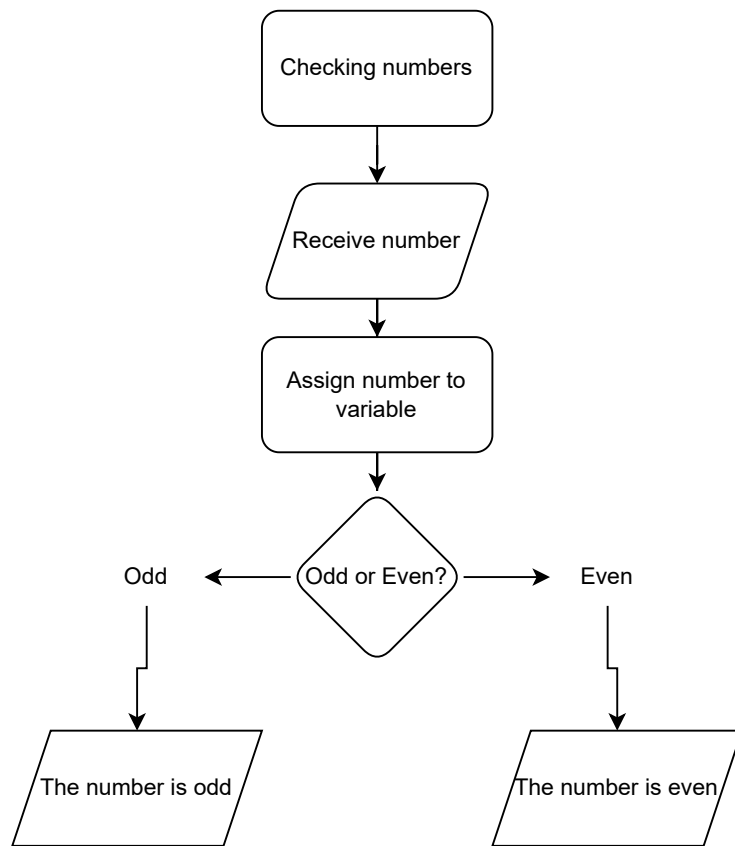 Checking numbers
Receive number
Assign number to
variable
Odd
Odd or Even?
Even
The number is odd
The number is even